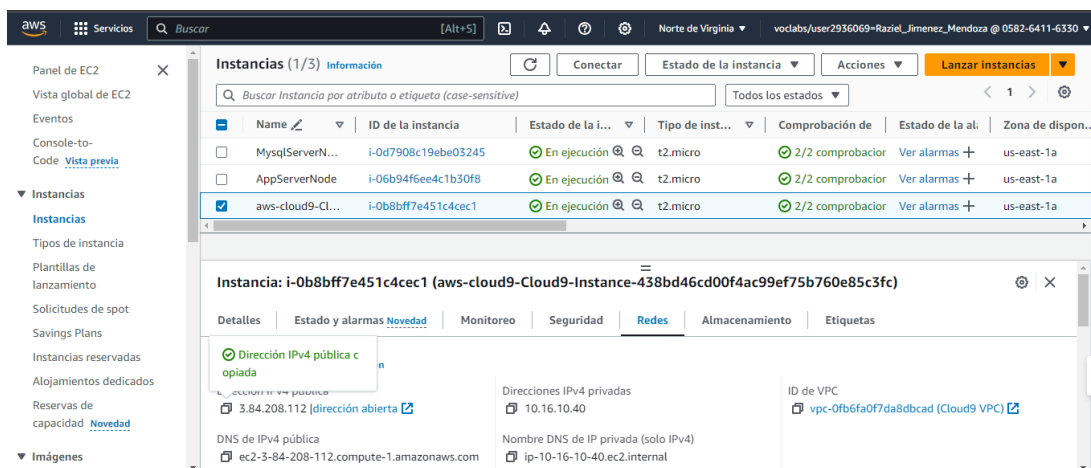 aws Servicios Buscar [Alt+S] Norte de Virginia voclabs/user2936069=Raziel_Jimenez_Mendoza @ 0582-6411-6330
Panel de EC2
Vista global de EC2
Eventos
Console-to-
Code Vista previa
Instancias
Instancias
Tipos de instancia
Plantillas de
lanzamiento
Solicitudes de spot
Savings Plans
Instancias reservadas
Alojamientos dedicados
Reservas de
capacidad Novedad
Imágenes
Instancias (1/3) Información Conectar Estado de la instancia Acciones Lanzar instancias
Buscar Instancia por atributo o etiqueta (case-sensitive) Todos los estados 1
Name ID de la instancia Estado de la i... Tipo de inst... Comprobación de Estado de la ala Zona de dispon...
MysqlServerN... i-0d7908c19ebe03245 En ejecución t2.micro 2/2 comprobacior Ver alarmas + us-east-1a
AppServerNode i-06b94f6ee4c1b30f8 En ejecución t2.micro 2/2 comprobacior Ver alarmas + us-east-1a
aws-cloud9-Cl... i-0b8bff7e451c4cec1 En ejecución t2.micro 2/2 comprobacior Ver alarmas + us-east-1a
Instancia: i-0b8bff7e451c4cec1 (aws-cloud9-Cloud9-Instance-438bd46cd00f4ac99ef75b760e85c3fc)
Detalles Estado y alarmas Novedad Monitoreo Seguridad Redes Almacenamiento Etiquetas
Dirección IPv4 pública c
opiada
Dirección IPv4 pública Direcciones IPv4 privadas ID de VPC
3.84.208.112 |dirección abierta 10.16.10.40 vpc-0fb6fa0f7da8dbcad (Cloud9 VPC)
DNS de IPv4 pública Nombre DNS de IP privada (solo IPv4)
ec2-3-84-208-112.compute-1.amazonaws.com ip-10-16-10-40.ec2.internal